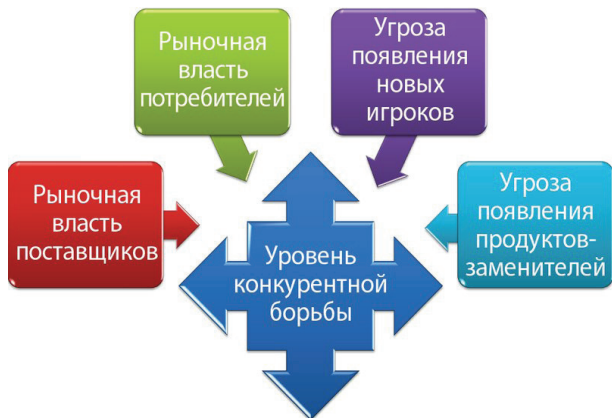 Рыночная
власть
потребителей
Угроза
появления
новых
игроков
Рыночная
власть
поставщиков
Угроза
появления
продуктов-
заменителей
Уровень
конкурентной
борьбы